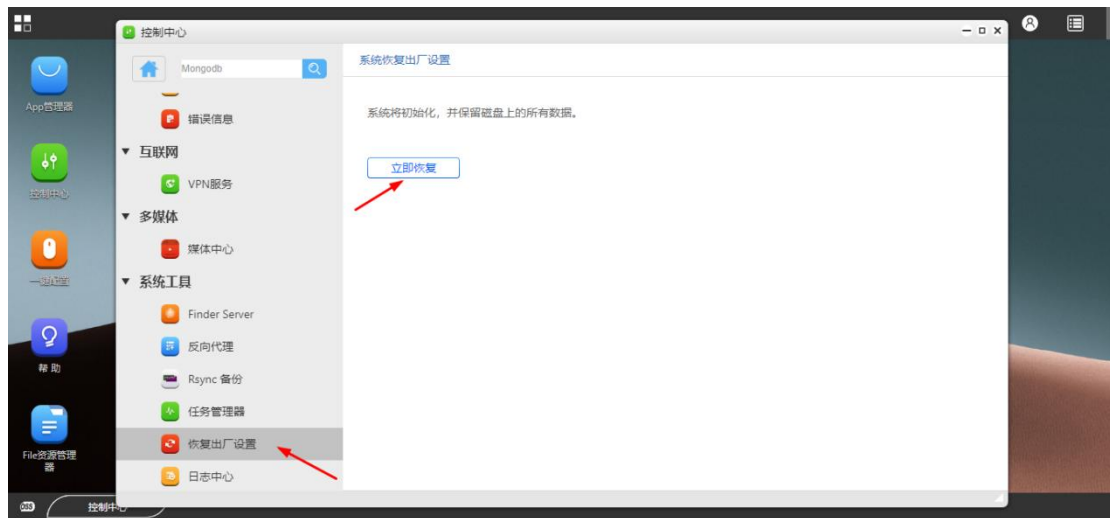 控制中心
Mongodb
错误信息
互联网
VPN服务
多媒体
媒体中心
系统工具
Finder Server
反向代理
Rsync 备份
任务管理器
恢复出厂设置
日志中心
系统恢复出厂设置
系统将初始化，并保留磁盘上的所有数据。
立即恢复
App管理器
控制中心
一键配置
帮 助
File资源管理
器
控制中心